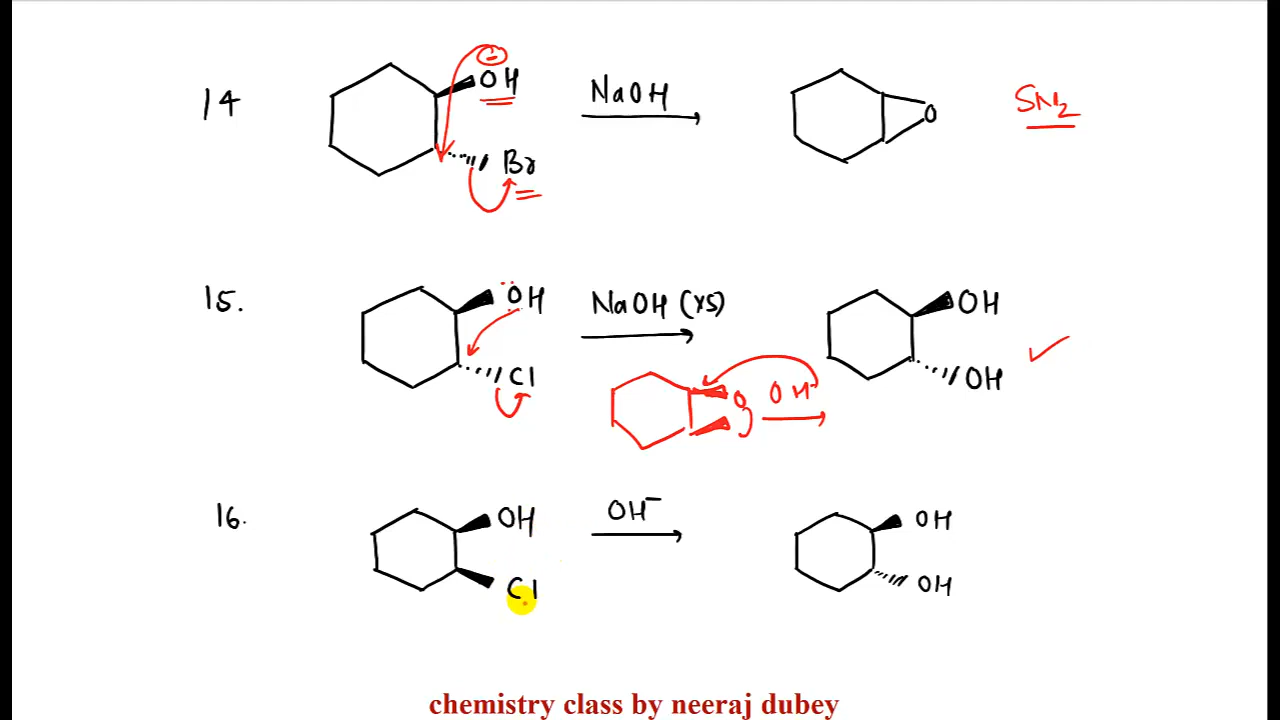 14 OH Br NaOH O SN2
15. OH Cl NaOH (xs) OH OH
O OH-
16. OH Cl OH- OH OH
chemistry class by neeraj dubey